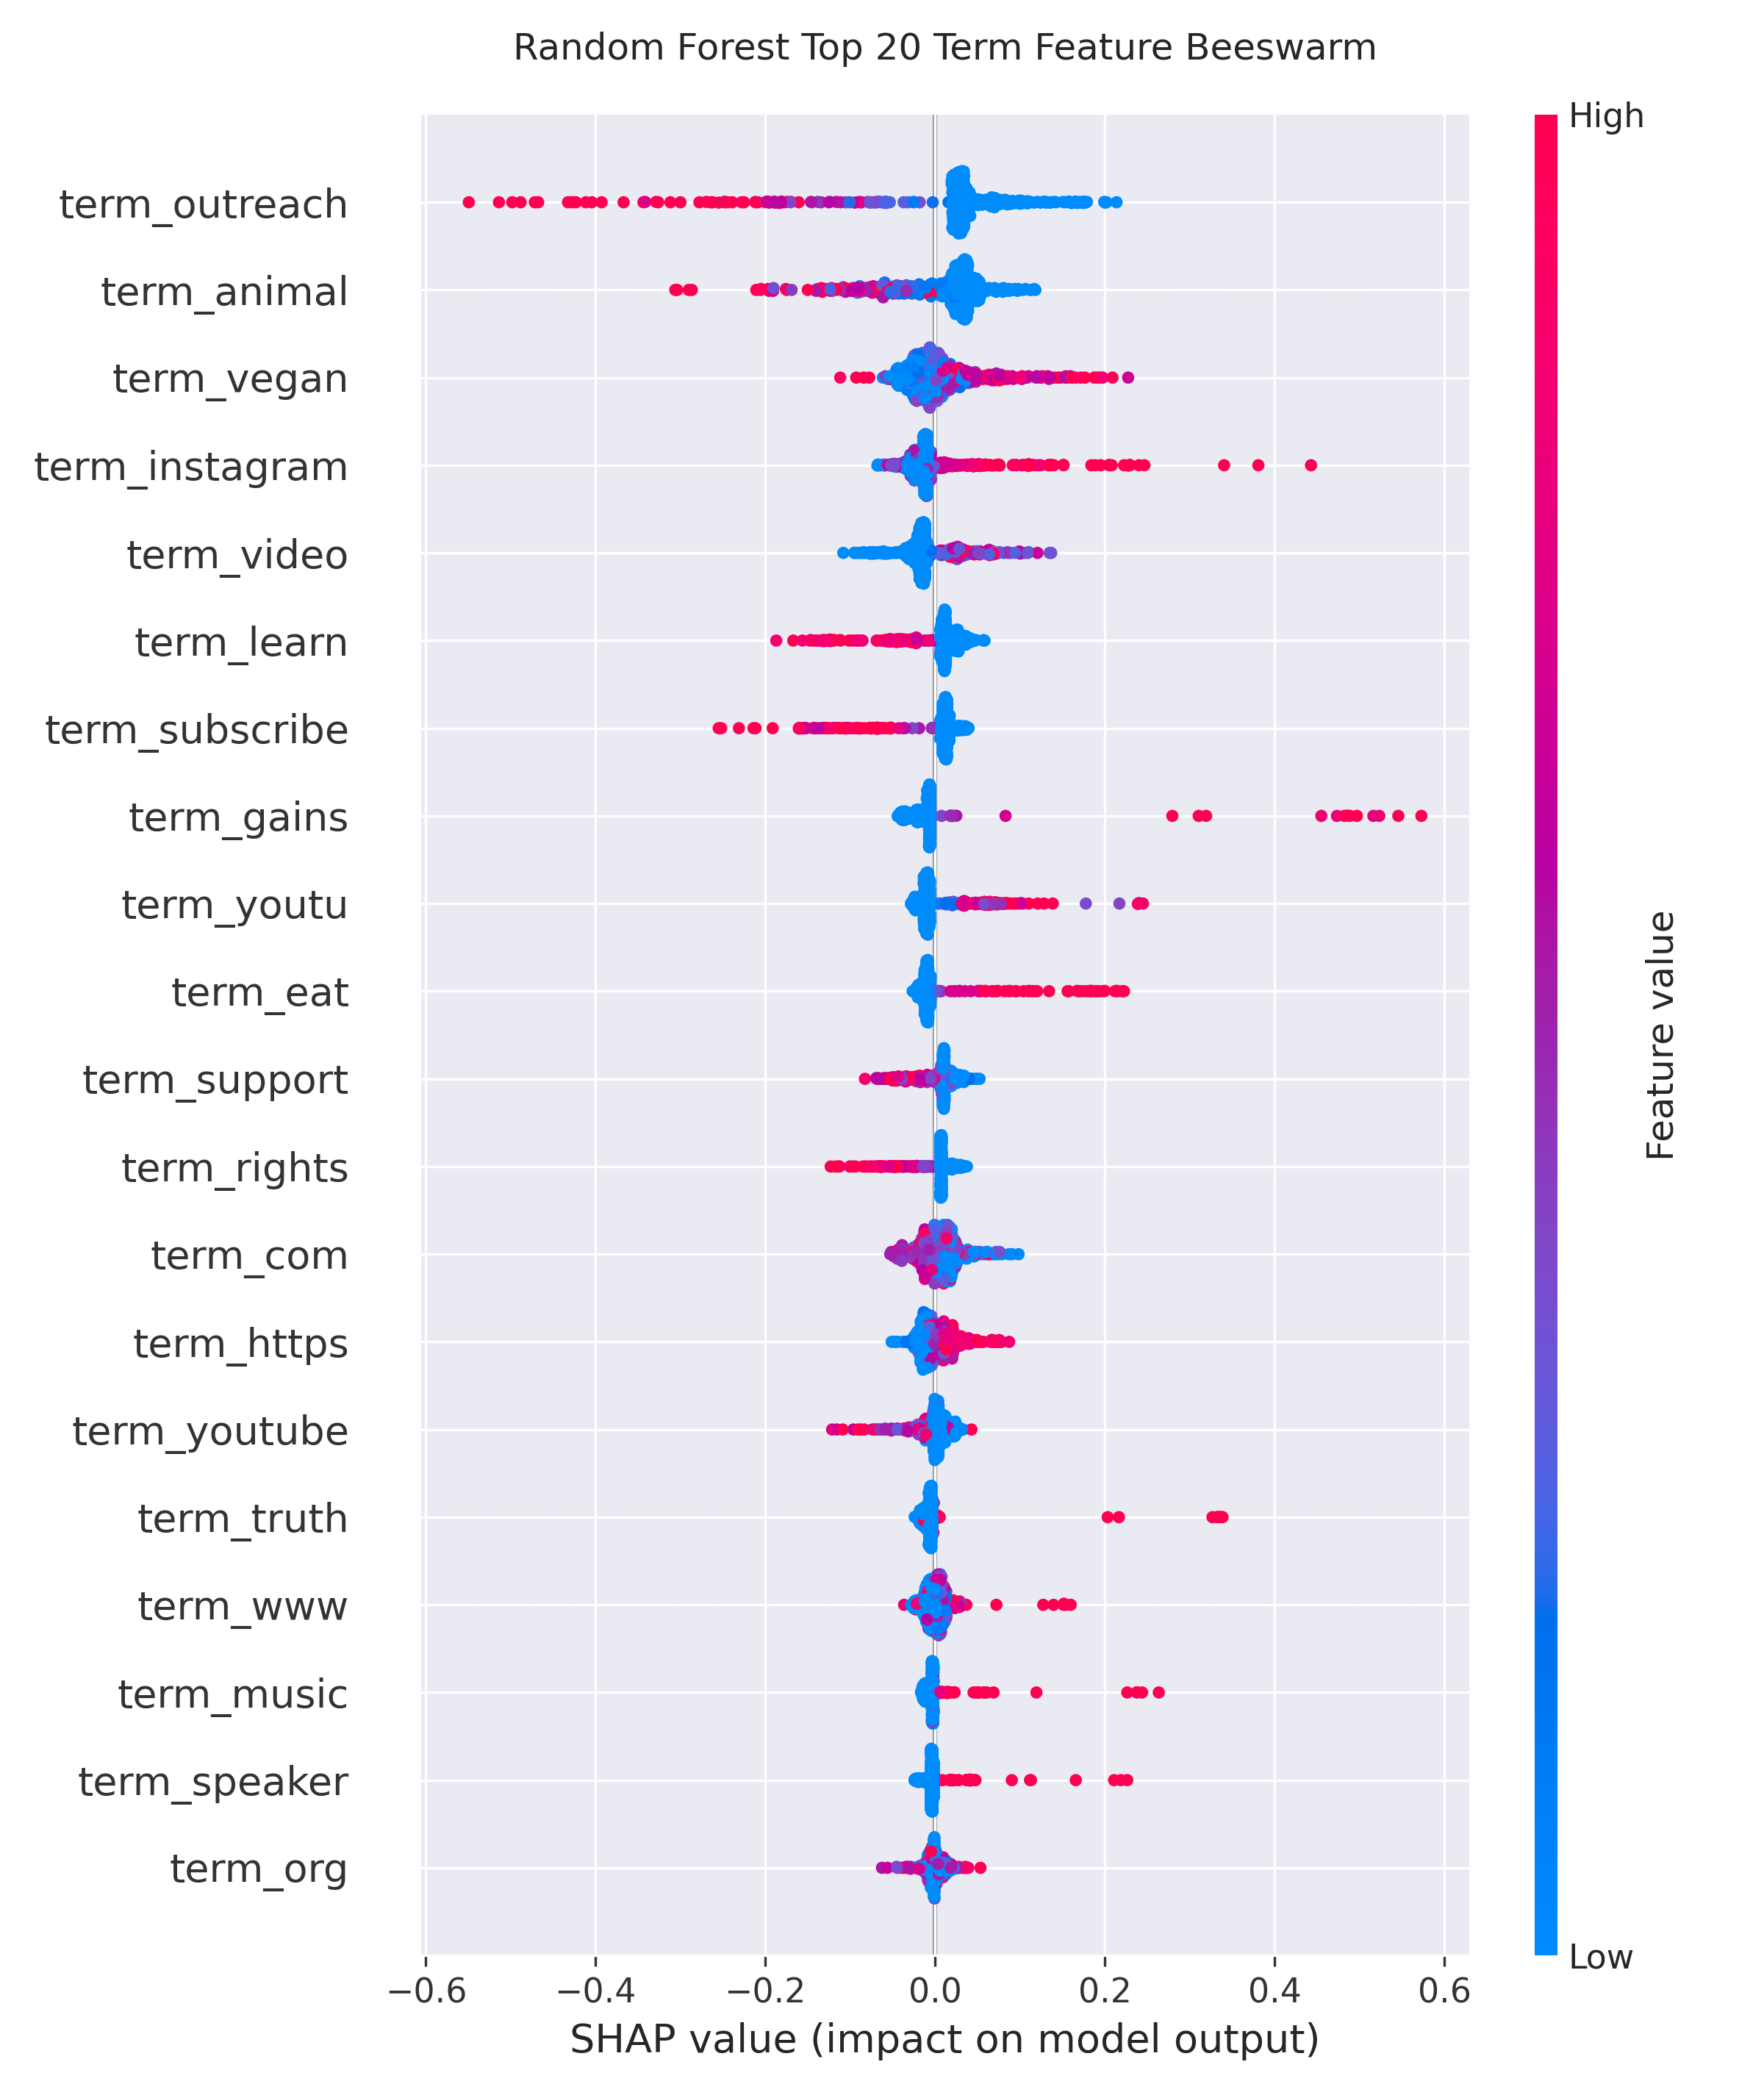 Random Forest Top 20 Term Feature Beeswarm
High
term_outreach
term_animal
term_vegan
term_instagram
term_video
term_learn
term_subscribe
term_gains
term_youtu
term_eat
term_support
term_rights
term_com
term_https
term_youtube
term_truth
term_www
term_music
term_speaker
term_org
Feature value
Low
−0.6 −0.4 −0.2 0.0 0.2 0.4 0.6
SHAP value (impact on model output)